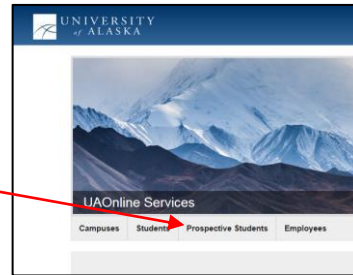 UNIVERSITY
of ALASKA
UAOnline Services
Campuses Students Prospective Students Employees